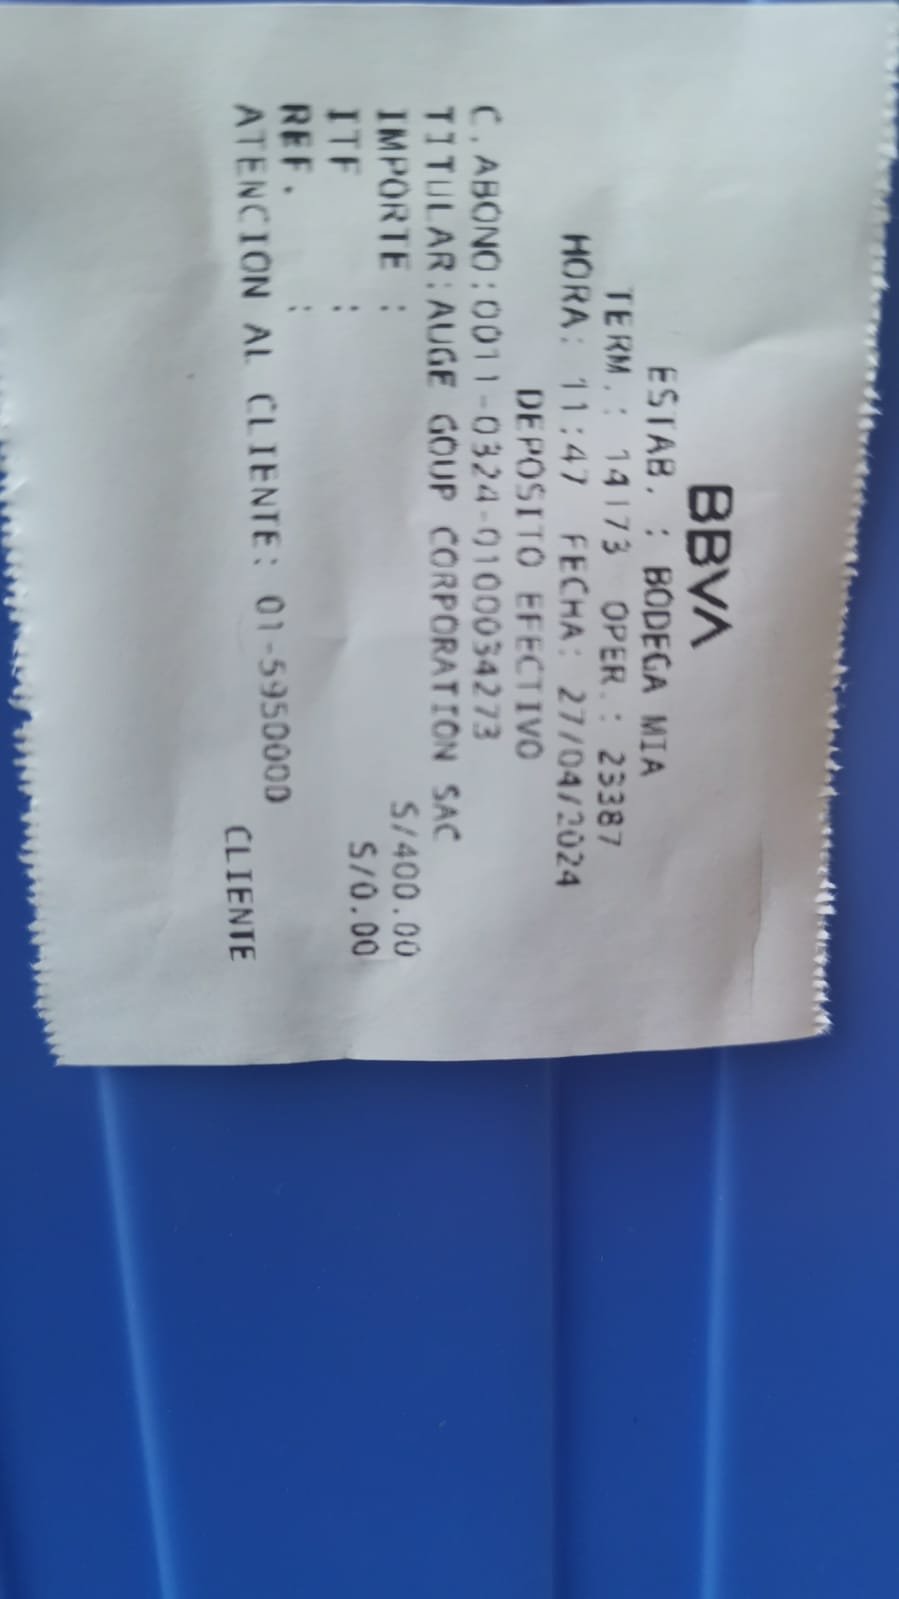 BBVA
ESTAB. : BODEGA MIA
TERM. : 14173 OPER. : 23387
HORA: 11:47 FECHA: 27/04/2024
DEPOSITO EFECTIVO
C.ABONO:0011-0324-0100034273
TITULAR:AUGE GOUP CORPORATION SAC
IMPORTE : S/400.00
ITF : S/0.00
REF. :
ATENCION AL CLIENTE: 01-5950000
CLIENTE